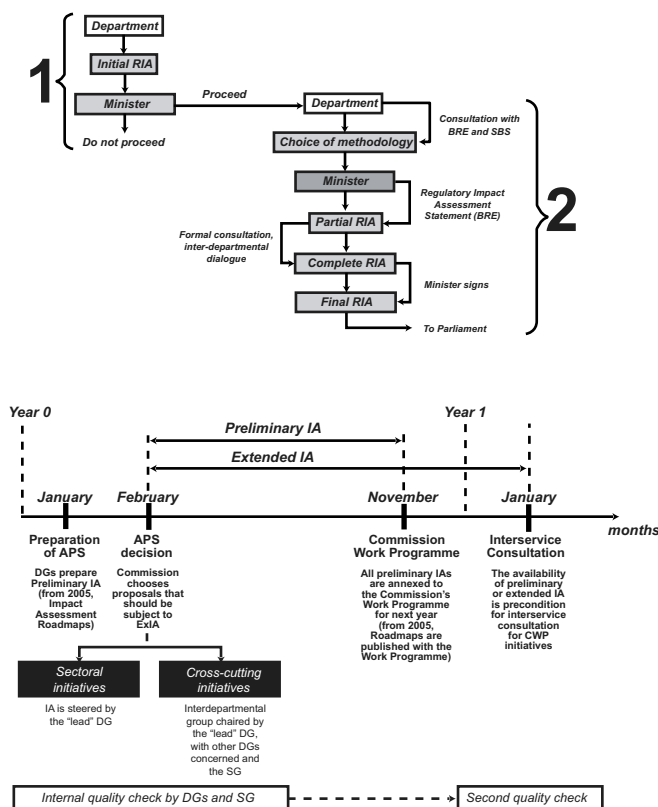 1
Department
Initial RIA
Minister
Proceed
Do not proceed
Department
Consultation with
BRE and SBS
Choice of methodology
Minister
Regulatory Impact
Assessment
Statement (BRE)
Partial RIA
Formal consultation,
inter-departmental
dialogue
Complete RIA
Minister signs
Final RIA
To Parliament
2
Year 0
Year 1
Preliminary IA
Extended IA
January
February
November
January
months
Preparation
of APS
DGs prepare
Preliminary IA
(from 2005,
Impact
Assessment
Roadmaps)
APS
decision
Commission
chooses
proposals that
should be
subject to
ExIA
Commission
Work Programme
All preliminary IAs
are annexed to
the Commission's
Work Programme
for next year
(from 2005,
Roadmaps are
published with the
Work Programme)
Interservice
Consultation
The availability
of preliminary
or extended IA
is precondition
for interservice
consultation
for CWP
initiatives
Sectoral
initiatives
IA is steered by
the "lead" DG
Cross-cutting
initiatives
Interdepartmental
group chaired by
the "lead" DG,
with other DGs
concerned and
the SG
Internal quality check by DGs and SG
Second quality check